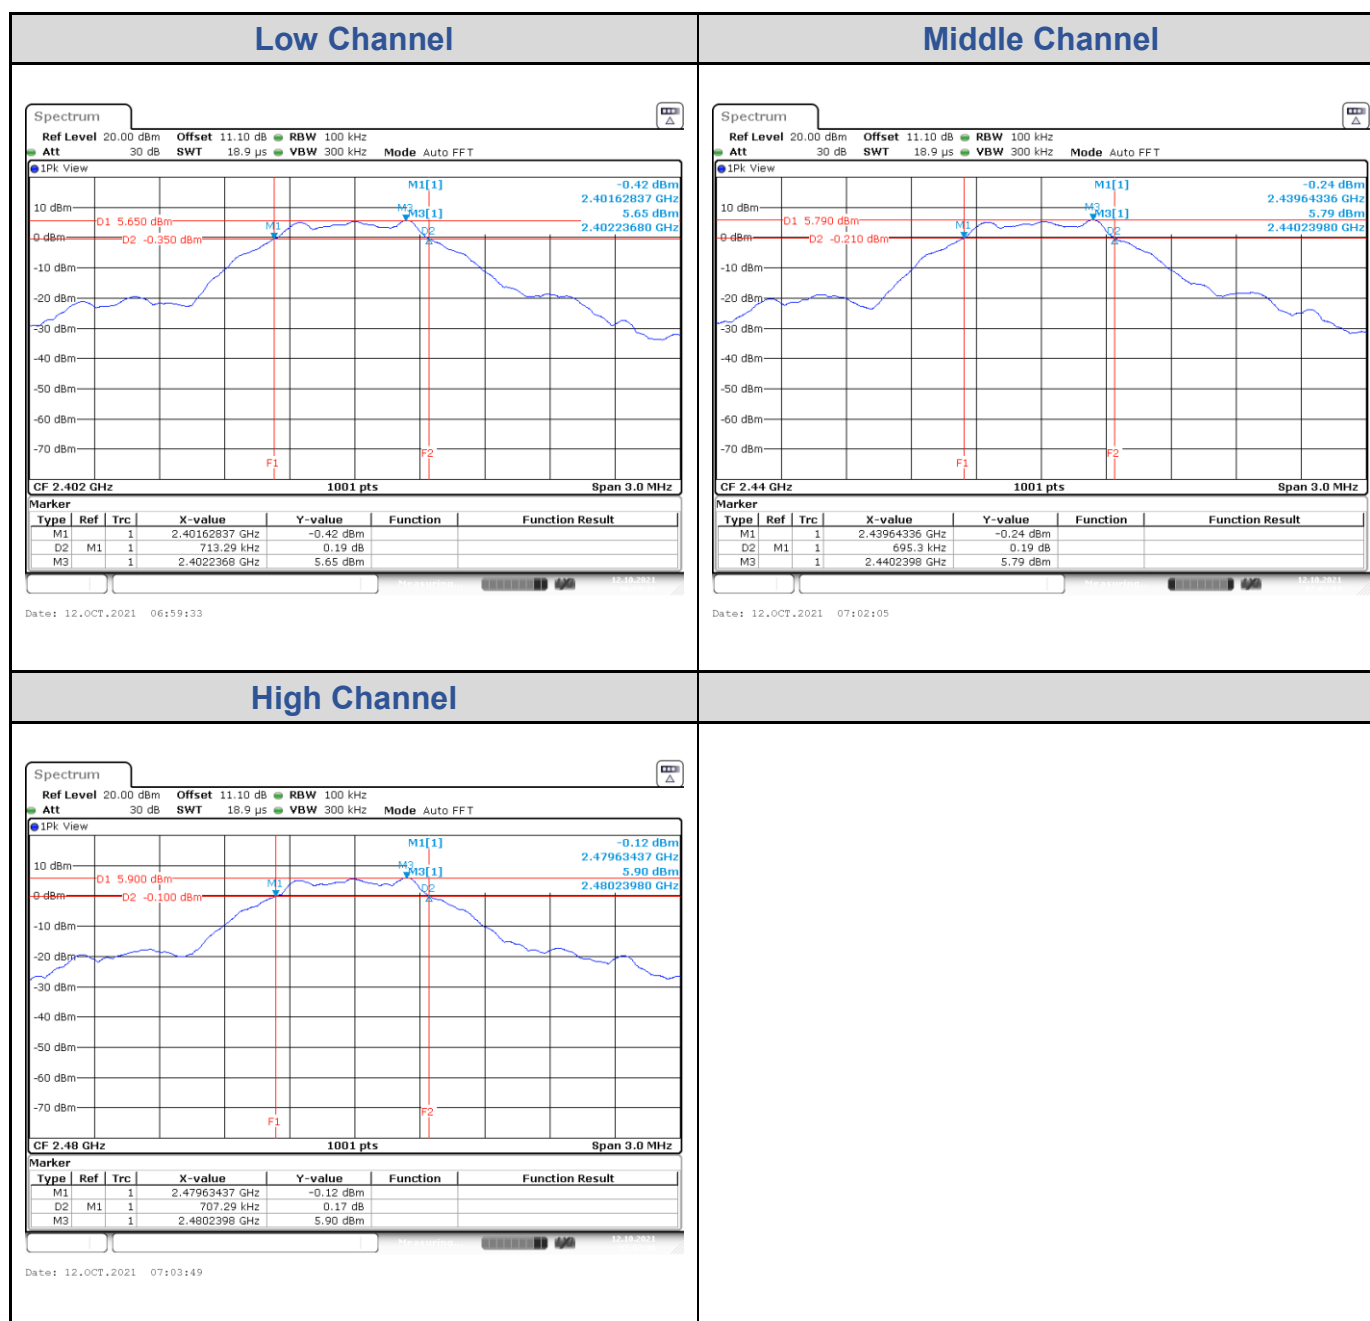 Low Channel
Middle Channel
Spectrum
Ref Level 20.00 dBm Offset 11.10 dB RBW 100 kHz
Att 30 dB SWT 18.9 µs VBW 300 kHz Mode Auto FFT
1Pk View
M1[1] -0.42 dBm
2.40162837 GHz
M3[1] 5.65 dBm
2.40223680 GHz
10 dBm
D1 5.650 dBm
M1
M3
D2
0 dBm
D2 -0.350 dBm
-10 dBm
-20 dBm
-30 dBm
-40 dBm
-50 dBm
-60 dBm
-70 dBm
F1
F2
CF 2.402 GHz 1001 pts Span 3.0 MHz
Marker
Type Ref Trc X-value Y-value Function Function Result
M1 1 2.40162837 GHz -0.42 dBm
D2 M1 1 713.29 kHz 0.19 dB
M3 1 2.4022368 GHz 5.65 dBm
12.10.2021
Date: 12.OCT.2021 06:59:33
Spectrum
Ref Level 20.00 dBm Offset 11.10 dB RBW 100 kHz
Att 30 dB SWT 18.9 µs VBW 300 kHz Mode Auto FFT
1Pk View
M1[1] -0.24 dBm
2.43964336 GHz
M3[1] 5.79 dBm
2.44023980 GHz
10 dBm
D1 5.790 dBm
M1
M3
D2
0 dBm
D2 -0.210 dBm
-10 dBm
-20 dBm
-30 dBm
-40 dBm
-50 dBm
-60 dBm
-70 dBm
F1
F2
CF 2.44 GHz 1001 pts Span 3.0 MHz
Marker
Type Ref Trc X-value Y-value Function Function Result
M1 1 2.43964336 GHz -0.24 dBm
D2 M1 1 695.3 kHz 0.19 dB
M3 1 2.4402398 GHz 5.79 dBm
12.10.2021
Date: 12.OCT.2021 07:02:05
High Channel
Spectrum
Ref Level 20.00 dBm Offset 11.10 dB RBW 100 kHz
Att 30 dB SWT 18.9 µs VBW 300 kHz Mode Auto FFT
1Pk View
M1[1] -0.12 dBm
2.47963437 GHz
M3[1] 5.90 dBm
2.48023980 GHz
10 dBm
D1 5.900 dBm
M1
M3
D2
0 dBm
D2 -0.100 dBm
-10 dBm
-20 dBm
-30 dBm
-40 dBm
-50 dBm
-60 dBm
-70 dBm
F1
F2
CF 2.48 GHz 1001 pts Span 3.0 MHz
Marker
Type Ref Trc X-value Y-value Function Function Result
M1 1 2.47963437 GHz -0.12 dBm
D2 M1 1 707.29 kHz 0.17 dB
M3 1 2.4802398 GHz 5.90 dBm
12.10.2021
Date: 12.OCT.2021 07:03:49